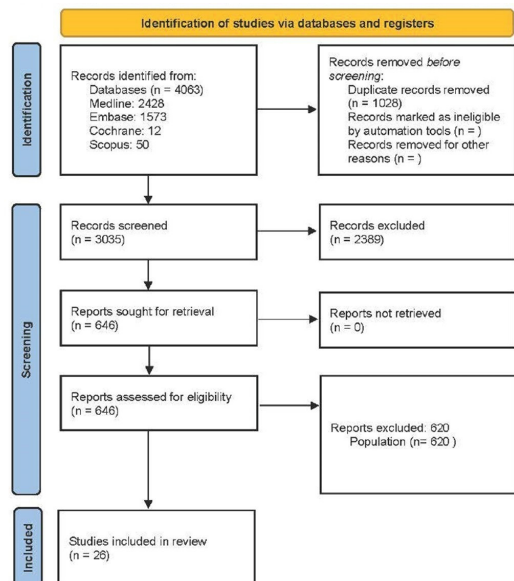 Identification of studies via databases and registers
Identification
Records identified from:
Databases (n = 4063)
Medline: 2428
Embase: 1573
Cochrane: 12
Scopus: 50
Records removed before
screening:
Duplicate records removed
(n = 1028)
Records marked as ineligible
by automation tools (n = )
Records removed for other
reasons (n = )
Screening
Records screened
(n = 3035)
Records excluded
(n = 2389)
Reports sought for retrieval
(n = 646)
Reports not retrieved
(n = 0)
Reports assessed for eligibility
(n = 646)
Reports excluded: 620
Population (n= 620 )
Included
Studies included in review
(n = 26)